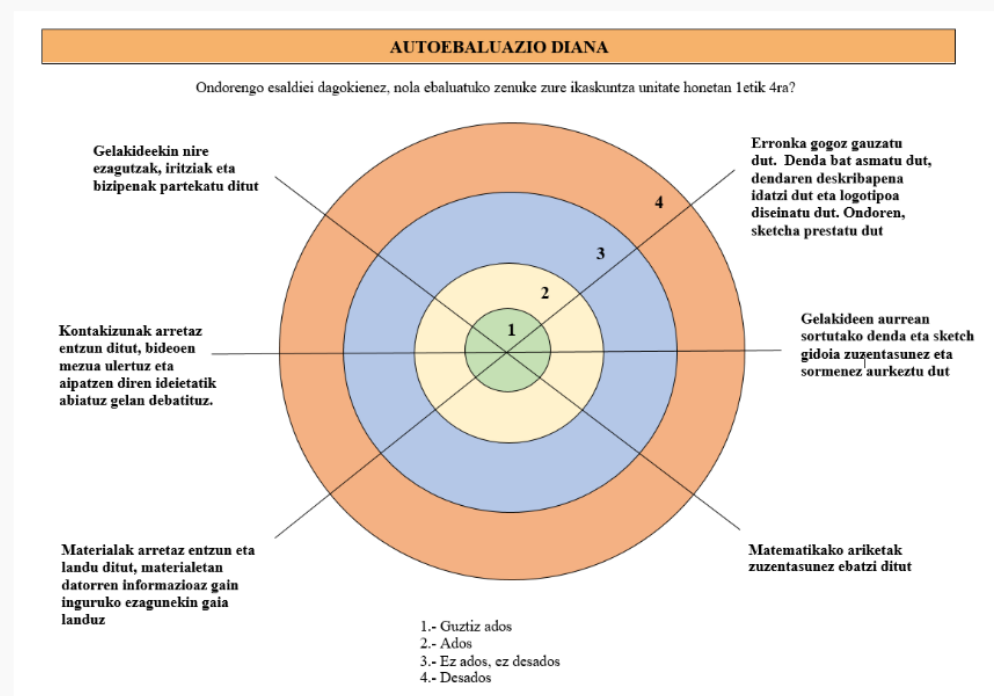 AUTOEBALUAZIO DIANA
Ondorengo esaldiei dagokienez, nola ebaluatuko zenuke zure ikaskuntza unitate honetan 1etik 4ra?
Gelakideekin nire
ezagutzak, iritziak eta
bizipenak partekatu ditut
Erronka gogoz gauzatu
dut. Denda bat asmatu dut,
dendaren deskribapena
idatzi dut eta logotipoa
diseinatu dut. Ondoren,
sketcha prestatu dut
4
3
2
1
Kontakizunak arretaz
entzun ditut, bideoen
mezua ulertuz eta
aipatzen diren ideietatik
abiatuz gelan debatituz.
Gelakideen aurrean
sortutako denda eta sketch
gidoia zuzentasunez eta
sormenez aurkeztu dut
Materialak arretaz entzun eta
landu ditut, materialetan
datorren informazioaz gain
inguruko ezagunekin gaia
landuz
Matematikako ariketak
zuzentasunez ebatzi ditut
1.- Guztiz ados
2.- Ados
3.- Ez ados, ez desados
4.- Desados